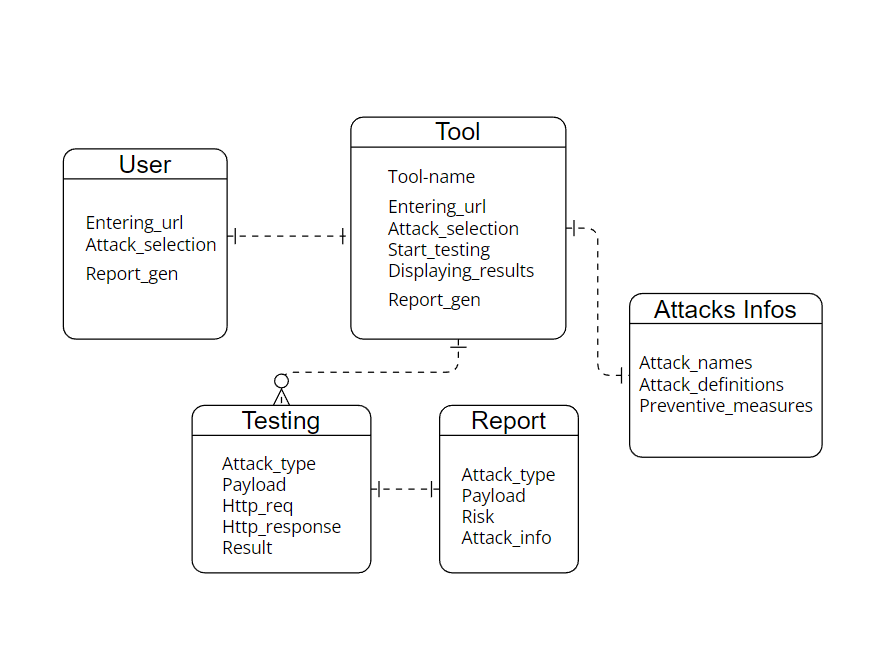 User
Entering_url
Attack_selection
Report_gen
Tool
Tool-name
Entering_url
Attack_selection
Start_testing
Displaying_results
Report_gen
Attacks Infos
Attack_names
Attack_definitions
Preventive_measures
Testing
Attack_type
Payload
Http_req
Http_response
Result
Report
Attack_type
Payload
Risk
Attack_info